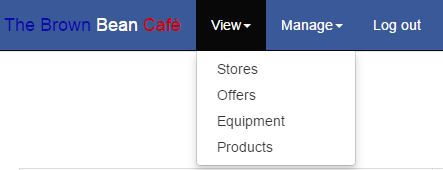 The Brown Bean Café View Manage Log out
Stores
Offers
Equipment
Products